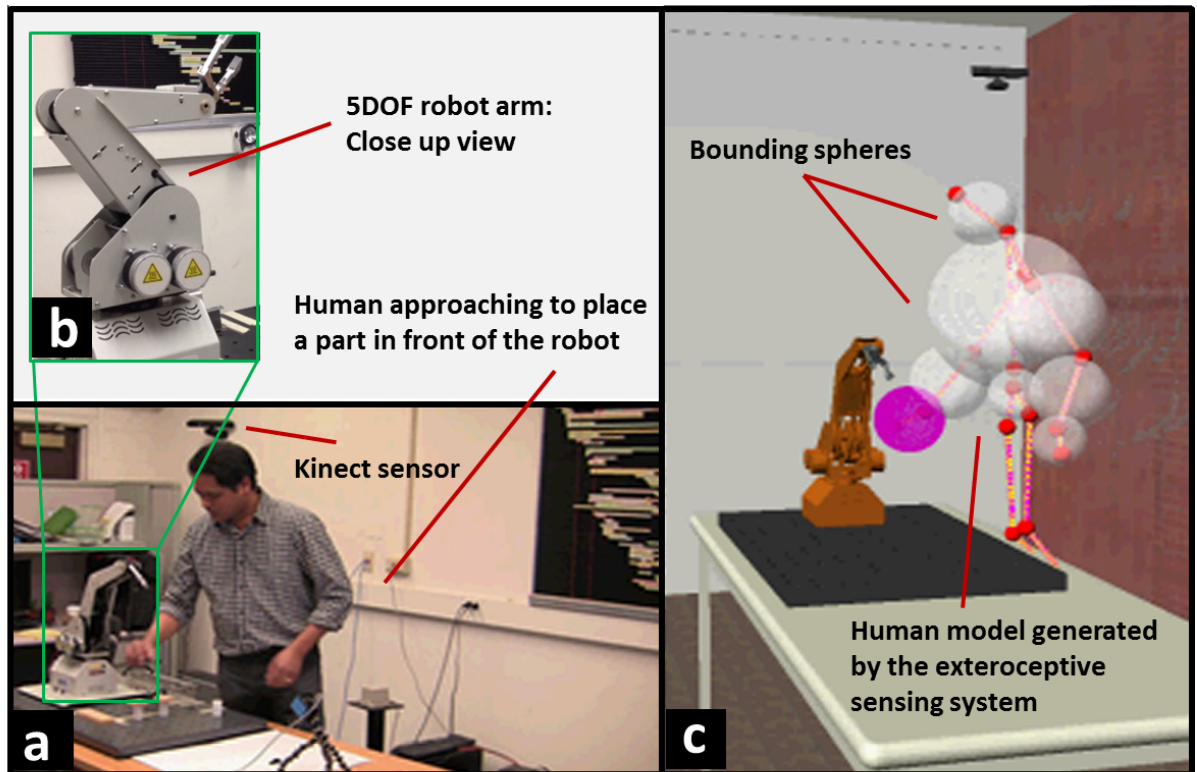 5DOF robot arm:
Close up view
b
Human approaching to place
a part in front of the robot
Kinect sensor
a
Bounding spheres
Human model generated
by the exteroceptive
sensing system
c